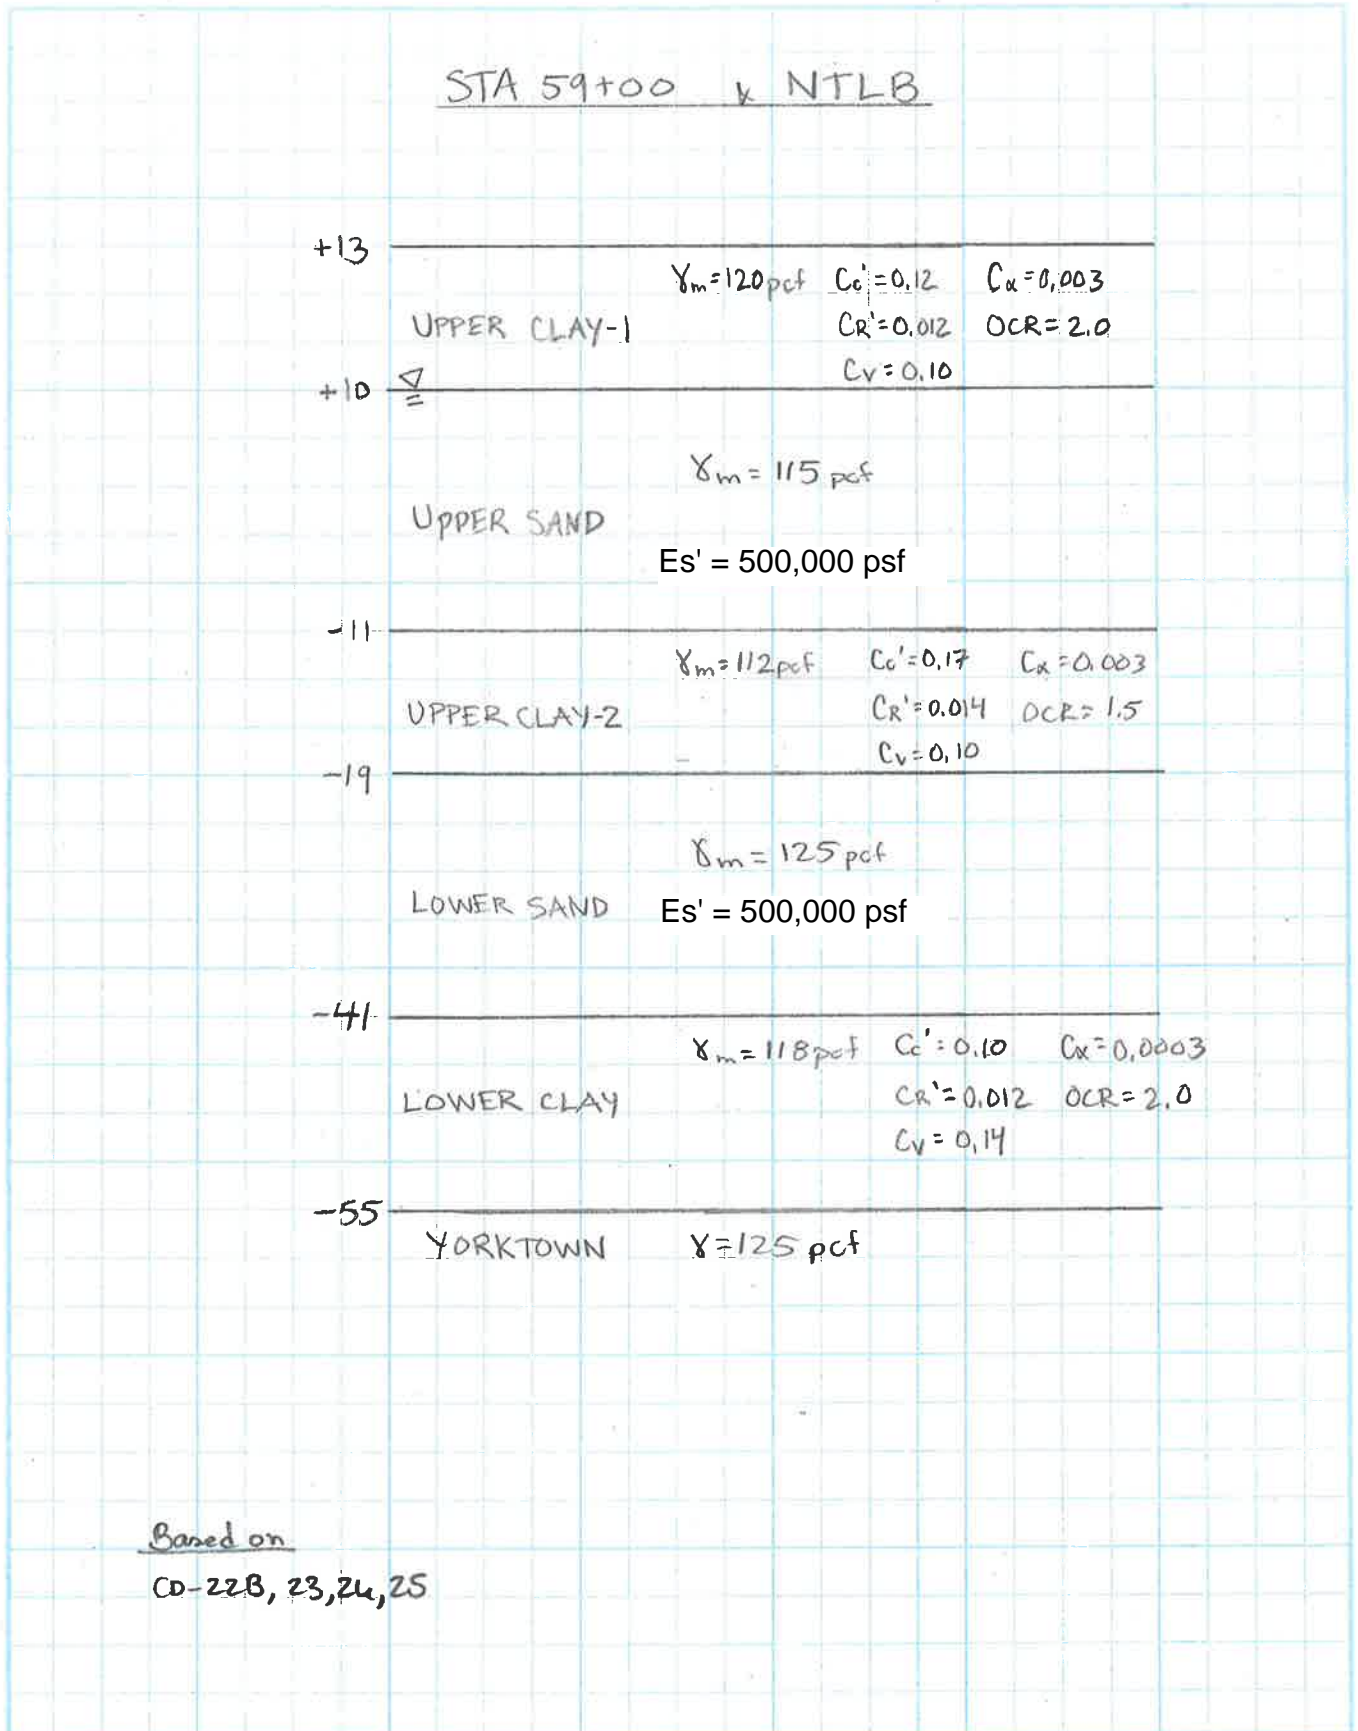 STA 59+00 & NTLB
+13
γm=120pcf Cc'=0.12 Cα=0.003
UPPER CLAY-1 CR'=0.012 OCR=2.0
Cv=0.10
+10
γm=115 pcf
UPPER SAND
Es' = 500,000 psf
-11
γm=112pcf Cc'=0.17 Cα=0.003
UPPER CLAY-2 CR'=0.014 OCR=1.5
Cv=0.10
-19
γm=125pcf
LOWER SAND Es' = 500,000 psf
-41
γm=118pcf Cc'=0.10 Cα=0.0003
LOWER CLAY CR'=0.012 OCR=2.0
Cv=0.14
-55
YORKTOWN γ=125 pcf
Based on
CD-22B, 23,24,25